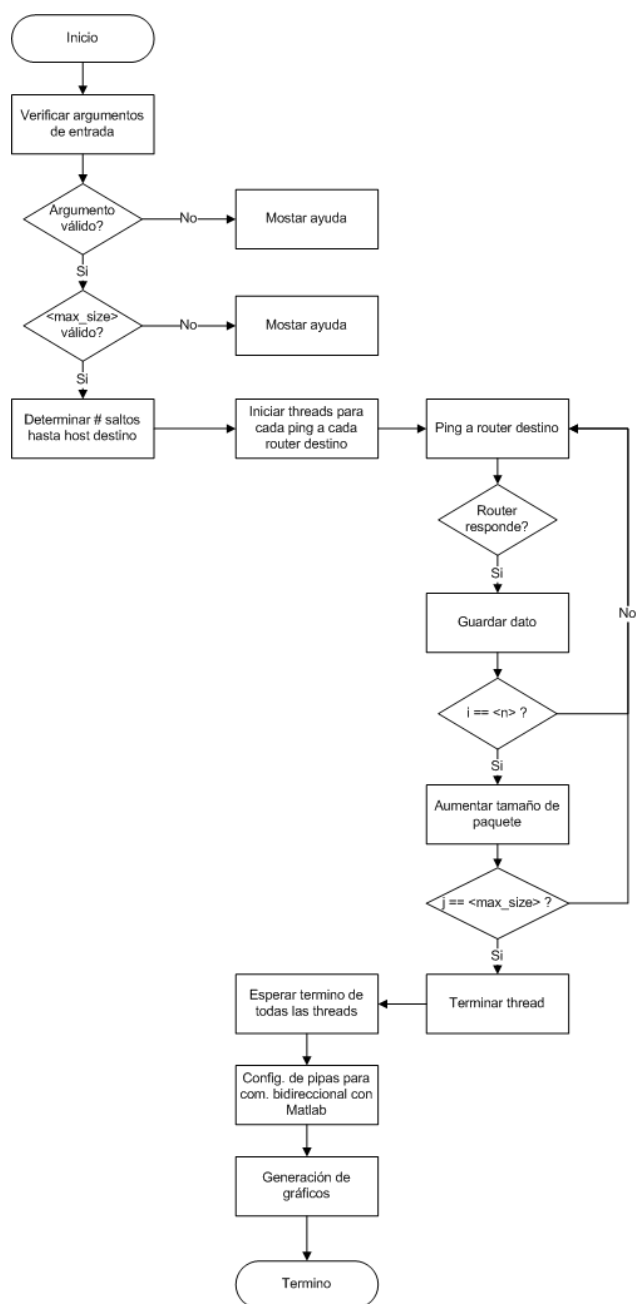 Inicio
Verificar argumentos
de entrada
Argumento
válido?
No
Mostar ayuda
Si
<max_size>
válido?
No
Mostar ayuda
Si
Determinar # saltos
hasta host destino
Iniciar threads para
cada ping a cada
router destino
Ping a router destino
Router
responde?
Si
Guardar dato
No
i == <n> ?
Si
Aumentar tamaño de
paquete
j == <max_size> ?
Si
Terminar thread
Esperar termino de
todas las threads
Config. de pipas para
com. bidireccional con
Matlab
Generación de
gráficos
Termino